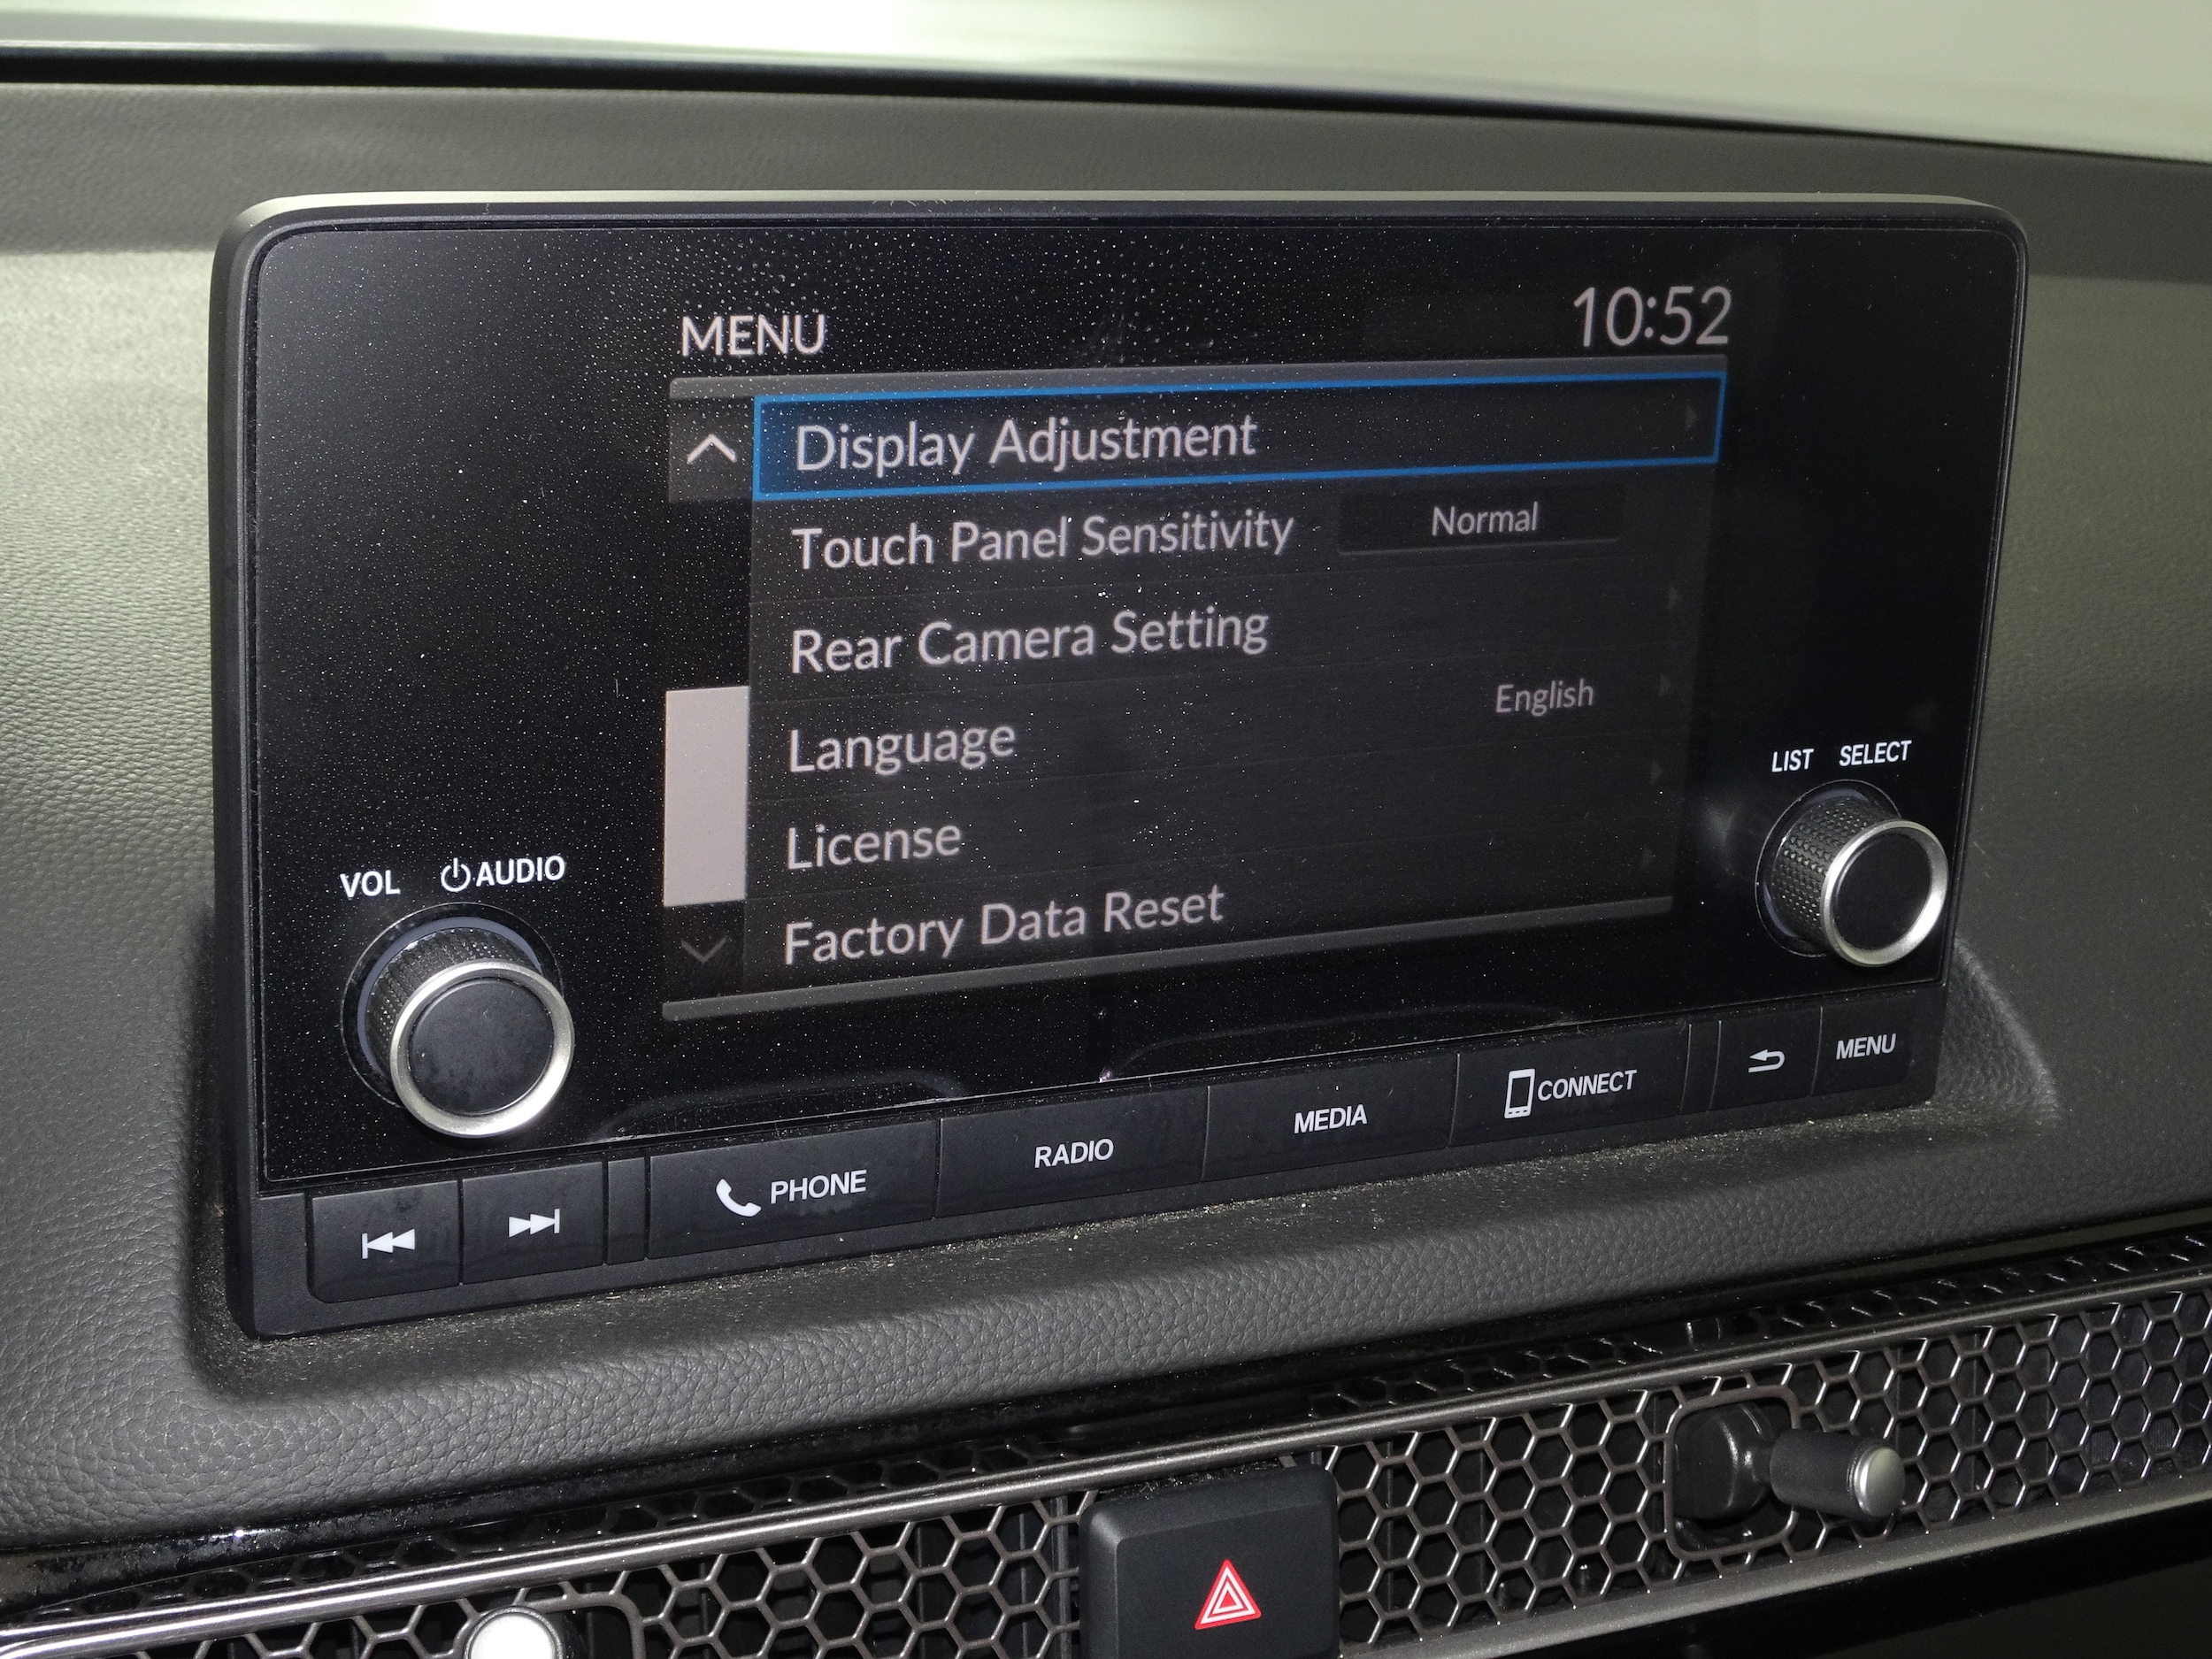 MENU
10:52
Display Adjustment
Touch Panel Sensitivity Normal
Rear Camera Setting
Language English
License
Factory Data Reset
LIST SELECT
VOL AUDIO
PHONE
RADIO
MEDIA
CONNECT
MENU